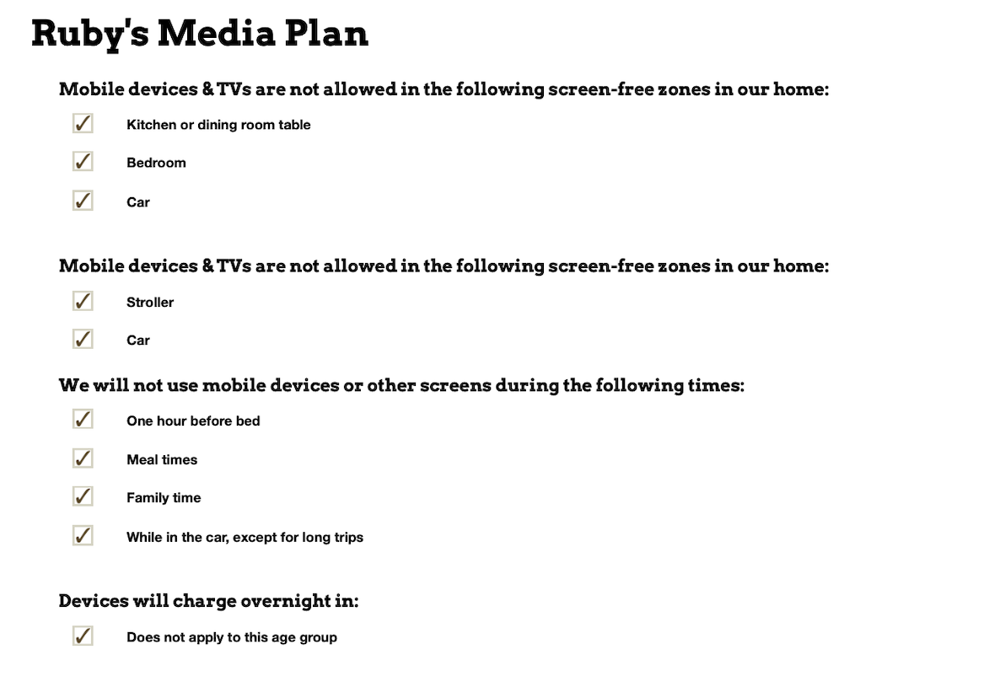 Ruby's Media Plan
Mobile devices & TVs are not allowed in the following screen-free zones in our home:
Kitchen or dining room table
Bedroom
Car
Mobile devices & TVs are not allowed in the following screen-free zones in our home:
Stroller
Car
We will not use mobile devices or other screens during the following times:
One hour before bed
Meal times
Family time
While in the car, except for long trips
Devices will charge overnight in:
Does not apply to this age group